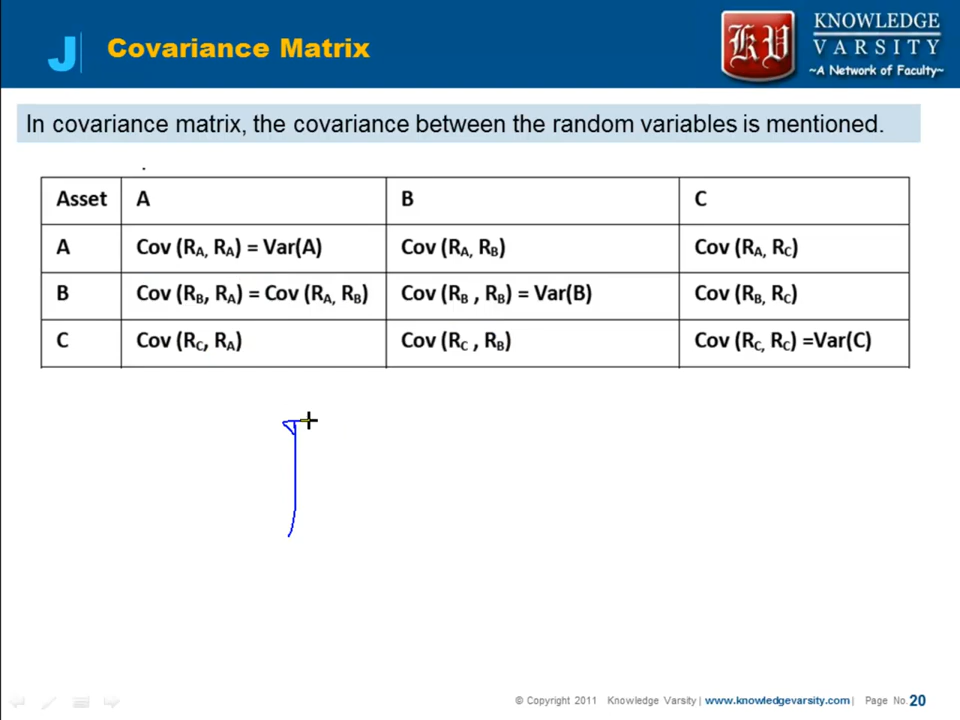 J Covariance Matrix
KV KNOWLEDGE
VARSITY
~A Network of Faculty~
In covariance matrix, the covariance between the random variables is mentioned.
Asset A B C
A Cov (RA, RA) = Var(A) Cov (RA, RB) Cov (RA, RC)
B Cov (RB, RA) = Cov (RA, RB) Cov (RB , RB) = Var(B) Cov (RB, RC)
C Cov (RC, RA) Cov (RC , RB) Cov (RC, RC) =Var(C)
© Copyright 2011 Knowledge Varsity | www.knowledgevarsity.com | Page No. 20